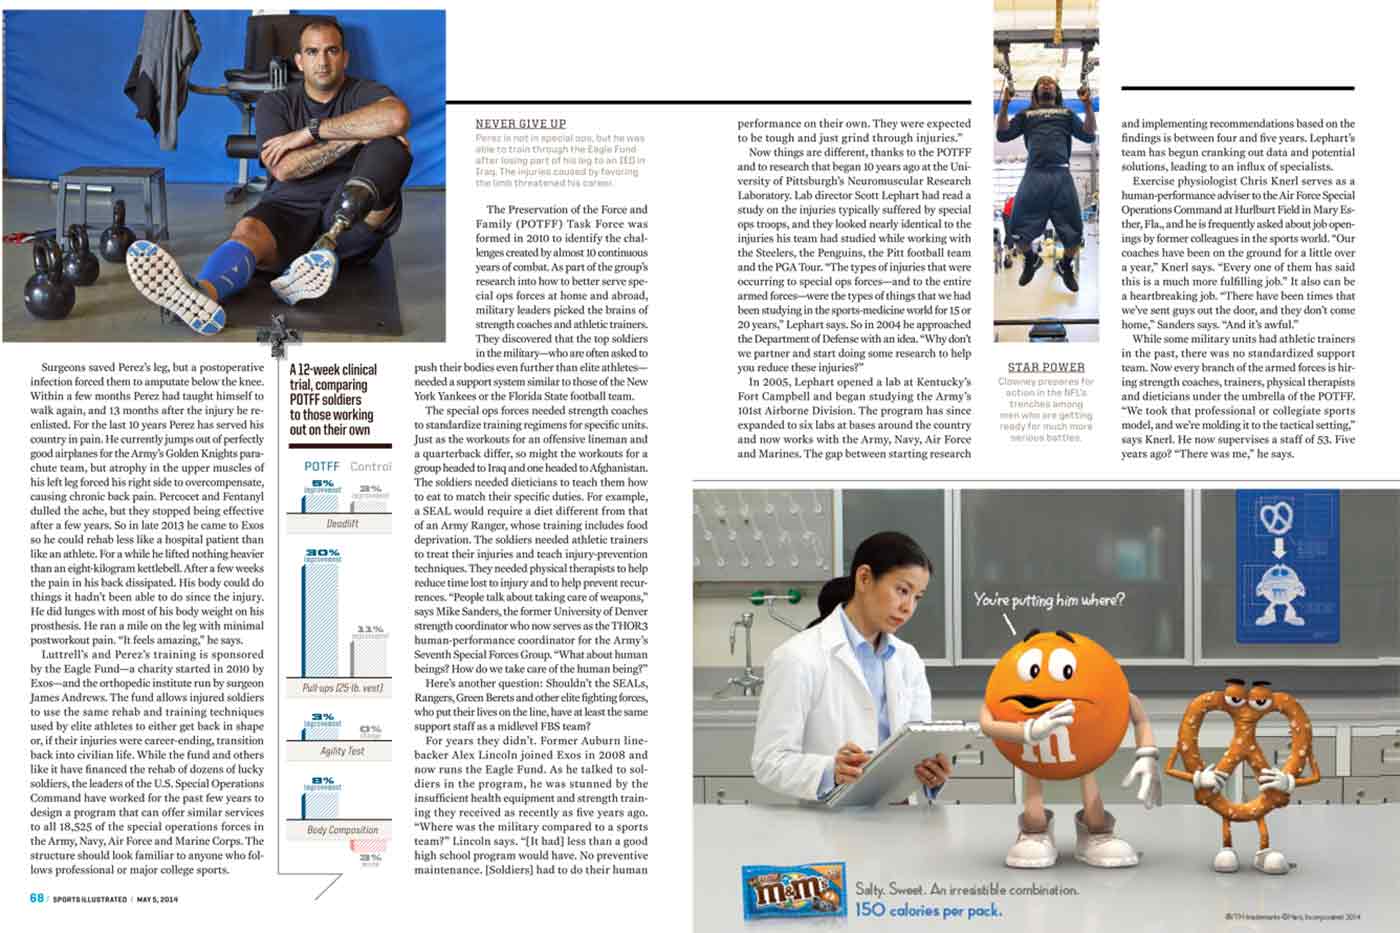 NEVER GIVE UP
Perez is not in special ops, but he was
able to train through the Eagle Fund
after losing part of his leg to an IED in
Iraq. The injuries caused by favoring
the limb threatened his career.
Surgeons saved Perez's leg, but a postoperative
infection forced them to amputate below the knee.
Within a few months Perez had taught himself to
walk again, and 13 months after the injury he re-
enlisted. For the last 10 years Perez has served his
country in pain. He currently jumps out of perfectly
good airplanes for the Army's Golden Knights para-
chute team, but atrophy in the upper muscles of
his left leg forced his right side to overcompensate,
causing chronic back pain. Percocet and Fentanyl
dulled the ache, but they stopped being effective
after a few years. So in late 2013 he came to Exos
so he could rehab less like a hospital patient than
like an athlete. For a while he lifted nothing heavier
than an eight-kilogram kettlebell. After a few weeks
the pain in his back dissipated. His body could do
things it hadn't been able to do since the injury.
He did lunges with most of his body weight on his
prosthesis. He ran a mile on the leg with minimal
postworkout pain. "It feels amazing," he says.
Luttrell's and Perez's training is sponsored
by the Eagle Fund—a charity started in 2010 by
Exos—and the orthopedic institute run by surgeon
James Andrews. The fund allows injured soldiers
to use the same rehab and training techniques
used by elite athletes to either get back in shape
or, if their injuries were career-ending, transition
back into civilian life. While the fund and others
like it have financed the rehab of dozens of lucky
soldiers, the leaders of the U.S. Special Operations
Command have worked for the past few years to
design a program that can offer similar services
to all 18,525 of the special operations forces in
the Army, Navy, Air Force and Marine Corps. The
structure should look familiar to anyone who fol-
lows professional or major college sports.
A 12-week clinical
trial, comparing
POTFF soldiers
to those working
out on their own
POTFF Control
5% 3%
improvement improvement
Deadlift
30%
improvement
11%
improvement
Pull-ups (25-lb. vest)
3%
improvement
0%
change
Agility Test
8%
improvement
Body Composition
3%
worse
The Preservation of the Force and
Family (POTFF) Task Force was
formed in 2010 to identify the chal-
lenges created by almost 10 continuous
years of combat. As part of the group's
research into how to better serve spe-
cial ops forces at home and abroad,
military leaders picked the brains of
strength coaches and athletic trainers.
They discovered that the top soldiers
in the military—who are often asked to
push their bodies even further than elite athletes—
needed a support system similar to those of the New
York Yankees or the Florida State football team.
The special ops forces needed strength coaches
to standardize training regimens for specific units.
Just as the workouts for an offensive lineman and
a quarterback differ, so might the workouts for a
group headed to Iraq and one headed to Afghanistan.
The soldiers needed dieticians to teach them how
to eat to match their specific duties. For example,
a SEAL would require a diet different from that
of an Army Ranger, whose training includes food
deprivation. The soldiers needed athletic trainers
to treat their injuries and teach injury-prevention
techniques. They needed physical therapists to help
reduce time lost to injury and to help prevent recur-
rences. "People talk about taking care of weapons,"
says Mike Sanders, the former University of Denver
strength coordinator who now serves as the THOR3
human-performance coordinator for the Army's
Seventh Special Forces Group. "What about human
beings? How do we take care of the human being?"
Here's another question: Shouldn't the SEALs,
Rangers, Green Berets and other elite fighting forces,
who put their lives on the line, have at least the same
support staff as a midlevel FBS team?
For years they didn't. Former Auburn line-
backer Alex Lincoln joined Exos in 2008 and
now runs the Eagle Fund. As he talked to sol-
diers in the program, he was stunned by the
insufficient health equipment and strength train-
ing they received as recently as five years ago.
"Where was the military compared to a sports
team?" Lincoln says. "[It had] less than a good
high school program would have. No preventive
maintenance. [Soldiers] had to do their human
68 / SPORTS ILLUSTRATED | MAY 5, 2014
performance on their own. They were expected
to be tough and just grind through injuries."
Now things are different, thanks to the POTFF
and to research that began 10 years ago at the Uni-
versity of Pittsburgh's Neuromuscular Research
Laboratory. Lab director Scott Lephart had read a
study on the injuries typically suffered by special
ops troops, and they looked nearly identical to the
injuries his team had studied while working with
the Steelers, the Penguins, the Pitt football team
and the PGA Tour. "The types of injuries that were
occurring to special ops forces—and to the entire
armed forces—were the types of things that we had
been studying in the sports-medicine world for 15 or
20 years," Lephart says. So in 2004 he approached
the Department of Defense with an idea. "Why don't
we partner and start doing some research to help
you reduce these injuries?"
In 2005, Lephart opened a lab at Kentucky's
Fort Campbell and began studying the Army's
101st Airborne Division. The program has since
expanded to six labs at bases around the country
and now works with the Army, Navy, Air Force
and Marines. The gap between starting research
STAR POWER
Clowney prepares for
action in the NFL's
trenches among
men who are getting
ready for much more
serious battles.
and implementing recommendations based on the
findings is between four and five years. Lephart's
team has begun cranking out data and potential
solutions, leading to an influx of specialists.
Exercise physiologist Chris Knerl serves as a
human-performance adviser to the Air Force Special
Operations Command at Hurlburt Field in Mary Es-
ther, Fla., and he is frequently asked about job open-
ings by former colleagues in the sports world. "Our
coaches have been on the ground for a little over
a year," Knerl says. "Every one of them has said
this is a much more fulfilling job." It also can be
a heartbreaking job. "There have been times that
we've sent guys out the door, and they don't come
home," Sanders says. "And it's awful."
While some military units had athletic trainers
in the past, there was no standardized support
team. Now every branch of the armed forces is hir-
ing strength coaches, trainers, physical therapists
and dieticians under the umbrella of the POTFF.
"We took that professional or collegiate sports
model, and we're molding it to the tactical setting,"
says Knerl. He now supervises a staff of 53. Five
years ago? "There was me," he says.
You're putting him where?
m
m&m's
Salty. Sweet. An irresistible combination.
150 calories per pack.
®/TM trademarks ©Mars, Incorporated 2014